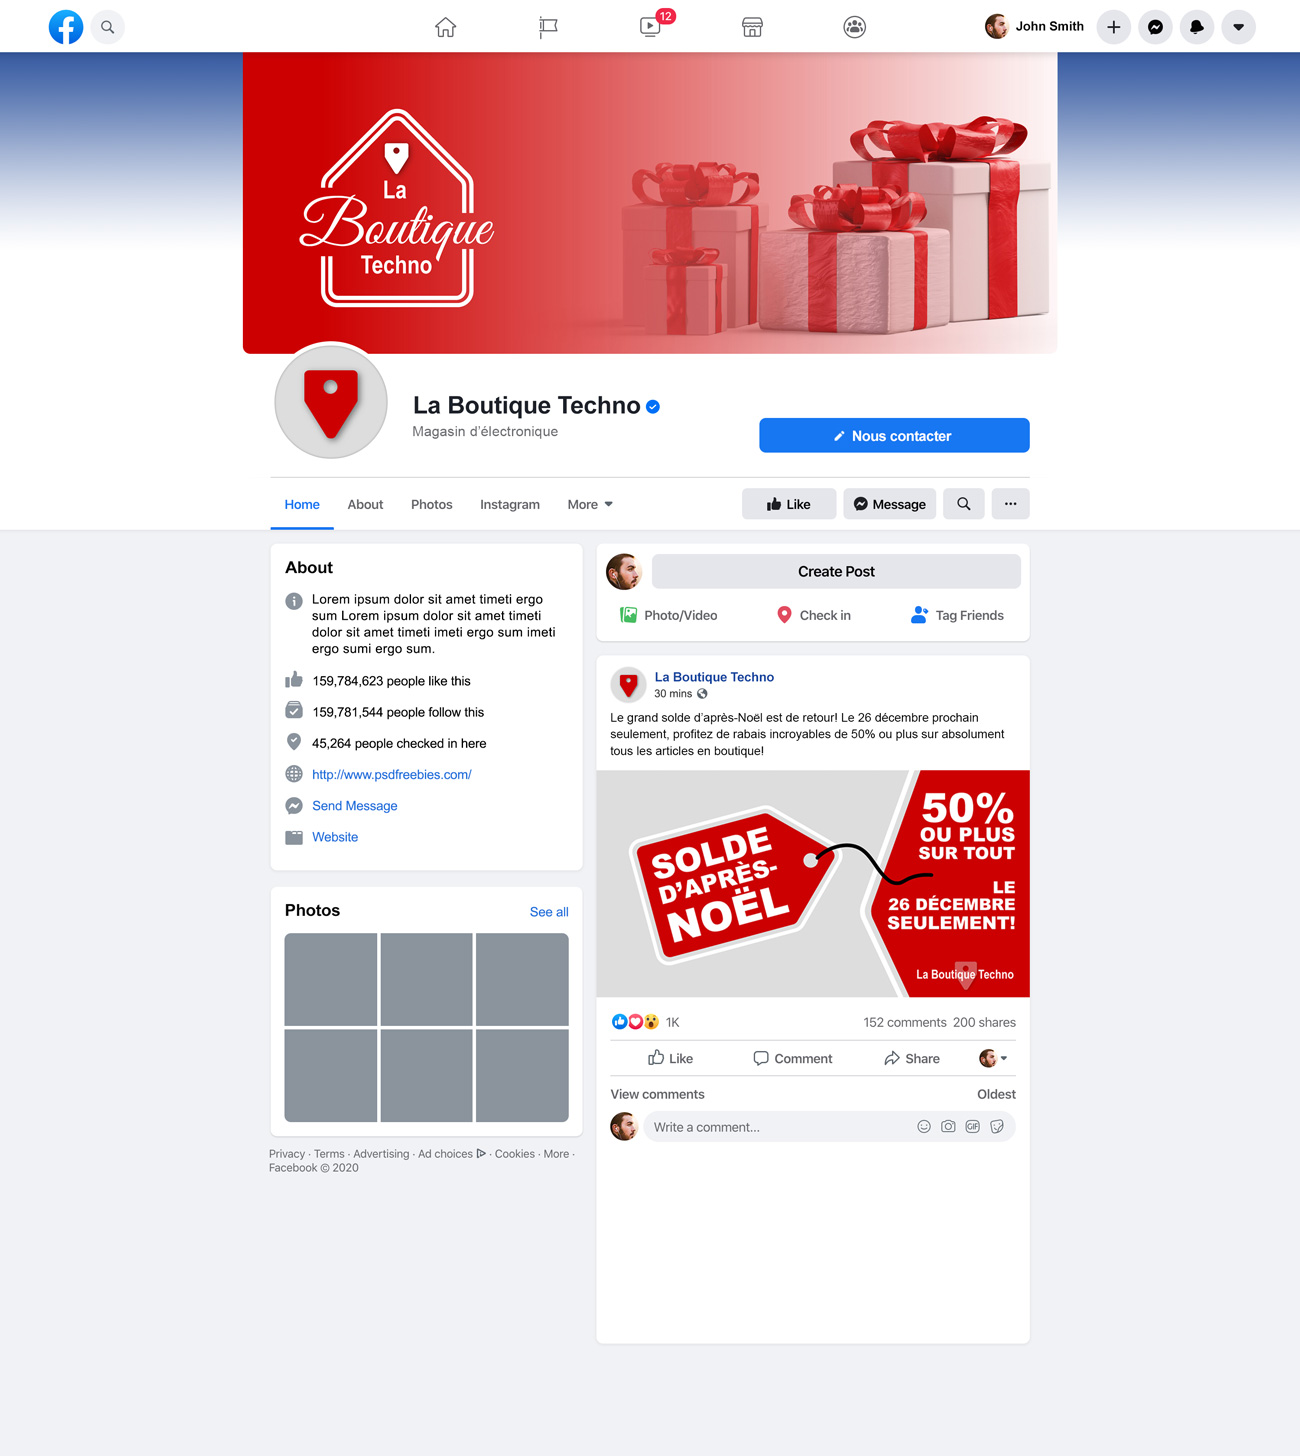 12
John Smith
La
Boutique
Techno
La Boutique Techno
Magasin d'électronique
Nous contacter
Home
About
Photos
Instagram
More
Like
Message
About
Lorem ipsum dolor sit amet timeti ergo
sum Lorem ipsum dolor sit amet timeti
dolor sit amet timeti imeti ergo sum imeti
ergo sumi ergo sum.
159,784,623 people like this
159,781,544 people follow this
45,264 people checked in here
http://www.psdfreebies.com/
Send Message
Website
Photos
See all
Privacy · Terms · Advertising · Ad choices · Cookies · More ·
Facebook © 2020
Create Post
Photo/Video
Check in
Tag Friends
La Boutique Techno
30 mins
Le grand solde d'après-Noël est de retour! Le 26 décembre prochain
seulement, profitez de rabais incroyables de 50% ou plus sur absolument
tous les articles en boutique!
SOLDE
D'APRÈS-
NOËL
50%
OU PLUS
SUR TOUT
LE
26 DÉCEMBRE
SEULEMENT!
La Boutique Techno
1K
152 comments 200 shares
Like
Comment
Share
View comments
Oldest
Write a comment...
GIF